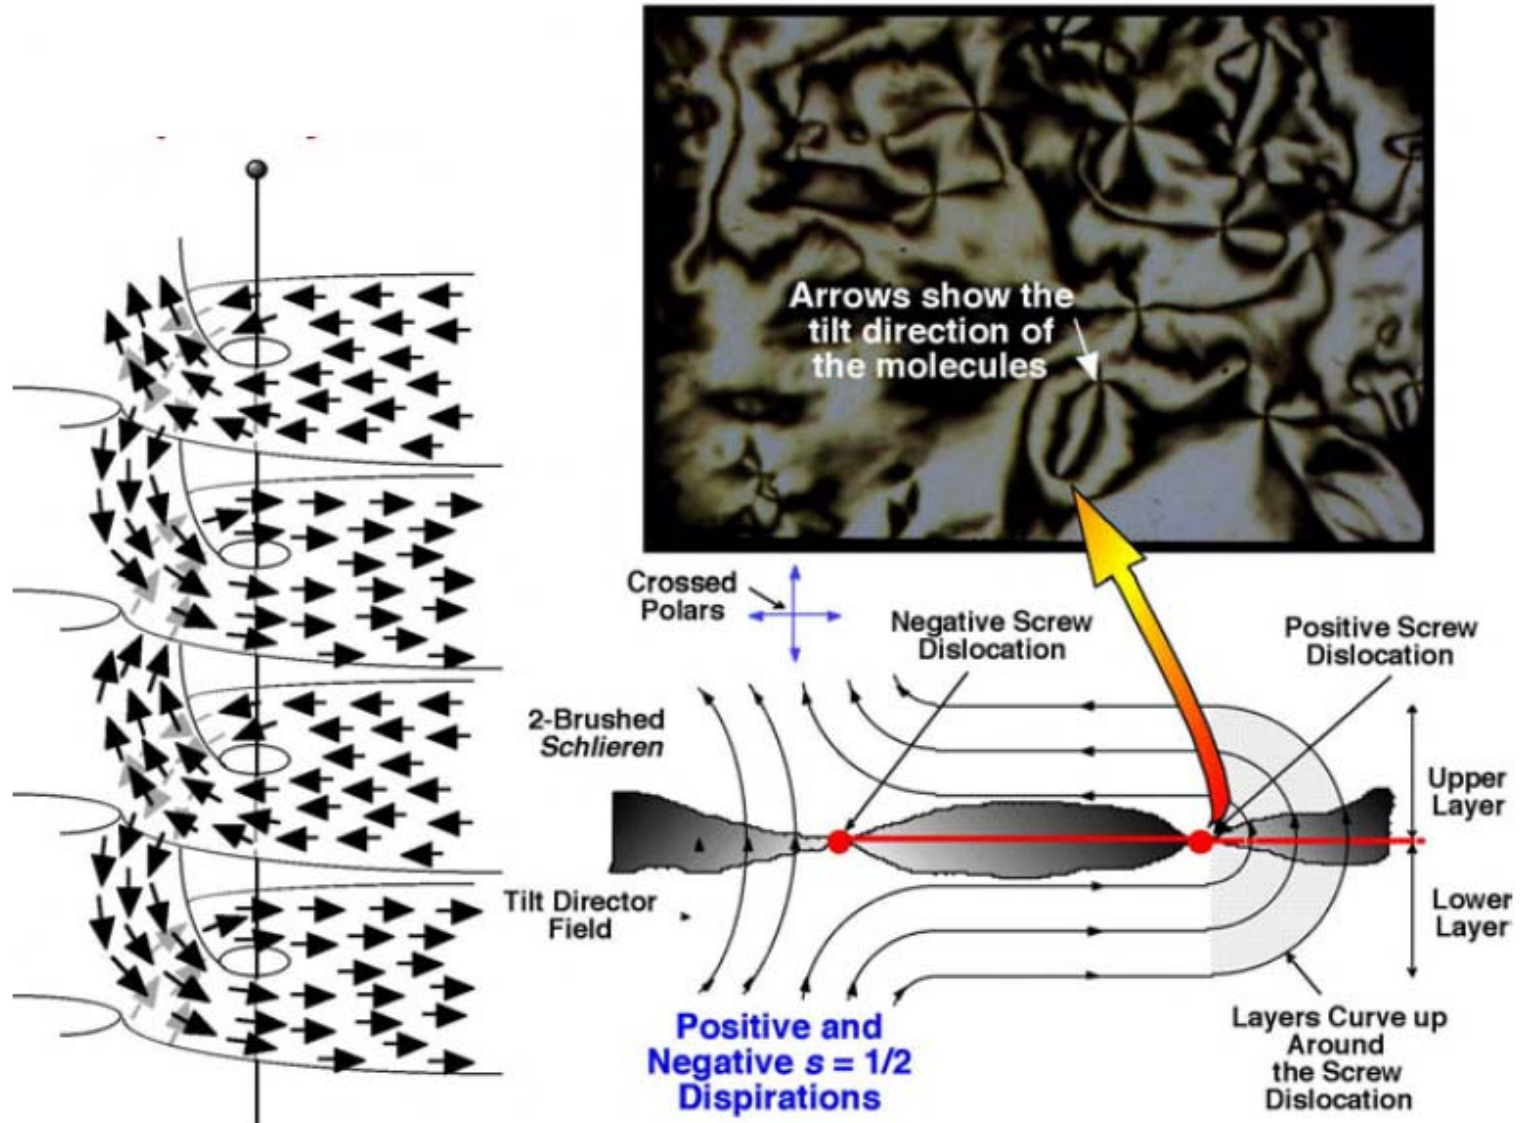 Arrows show the
tilt direction of
the molecules
Crossed
Polars
Negative Screw
Dislocation
Positive Screw
Dislocation
2-Brushed
Schlieren
Upper
Layer
Tilt Director
Field
Lower
Layer
Positive and
Negative s = 1/2
Dispirations
Layers Curve up
Around
the Screw
Dislocation